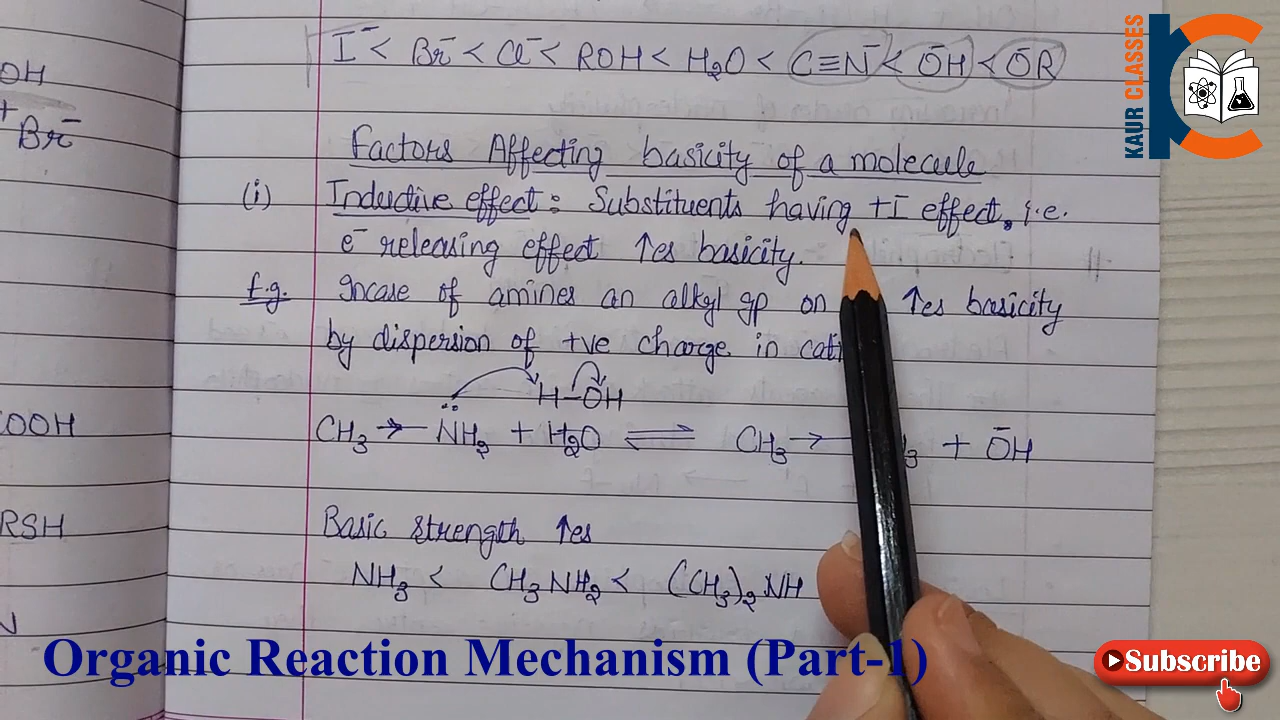 I⁻ < Br⁻ < Cl⁻ < ROH < H₂O < C≡N⁻ < ŌH < ŌR
Factors Affecting basicity of a molecule
(i) Inductive effect: Substituents having +I effect, i.e.
e⁻ releasing effect ↑es basicity.
E.g. Incase of amines an alkyl gp on ↑es basicity
by dispersion of +ve charge in cati
H–OH
CH₃→–N̈H₂ + H₂O ⇌ CH₃→– ₃ + ŌH
Basic strength ↑es
NH₃ < CH₃NH₂ < (CH₃)₂NH
OH
+ Br⁻
COOH
RSH
N
KAUR CLASSES
Organic Reaction Mechanism (Part-1)
Subscribe